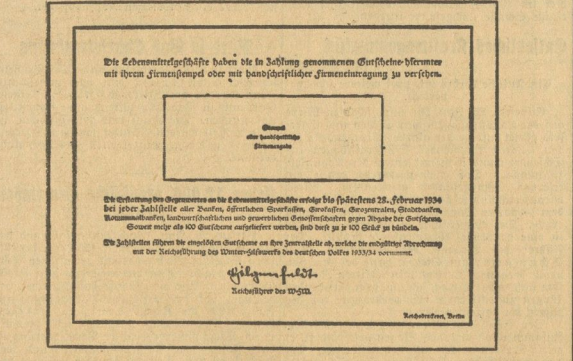 Die Lebensmittelgeschäfte haben die in Zahlung genommenen Gutscheine hierunter
mit ihrem Firmenstempel oder mit handschriftlicher Firmeneintragung zu versehen.
Stempel
oder handschriftliche
Firmenangabe
Die Erstattung des Gegenwertes an die Lebensmittelgeschäfte erfolgt bis spätestens 28. Februar 1934
bei jeder Zahlstelle aller Banken, öffentlichen Sparkassen, Girokassen, Girozentralen, Stadtbanken,
Kommunalbanken, landwirtschaftlichen und gewerblichen Genossenschaften gegen Abgabe der Gutscheine.
Soweit mehr als 100 Gutscheine aufgeliefert werden, sind diese zu je 100 Stück zu bündeln.
Die Zahlstellen führen die eingelösten Gutscheine an ihre Zentralstelle ab, welche die endgültige Abrechnung
mit der Reichsführung des Winter-Hilfswerks des deutschen Volkes 1933/34 vornimmt.
Hilgenfeldt
Reichsführer des W-H-W.
Reichsdruckerei, Berlin